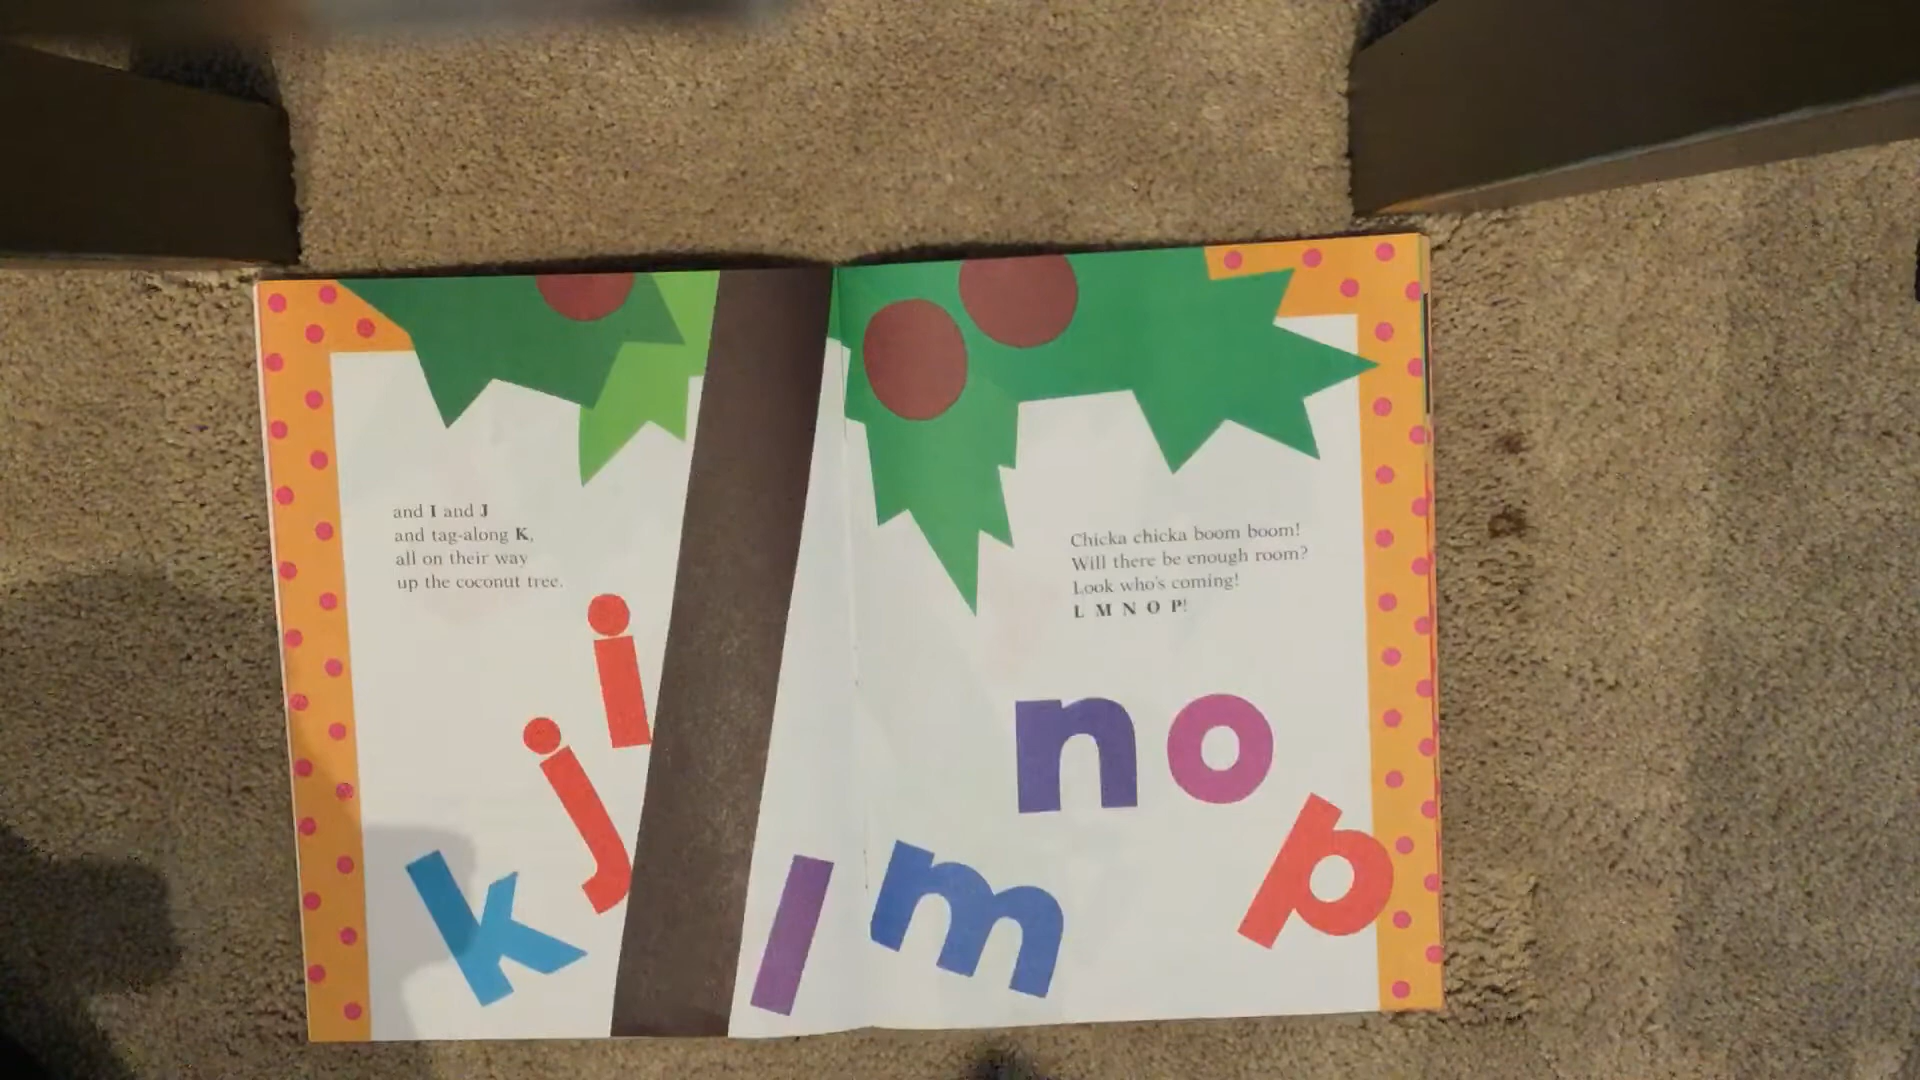 and I and J
and tag-along K,
all on their way
up the coconut tree.
i
j
k
Chicka chicka boom boom!
Will there be enough room?
Look who's coming!
L M N O P!
l m n o p